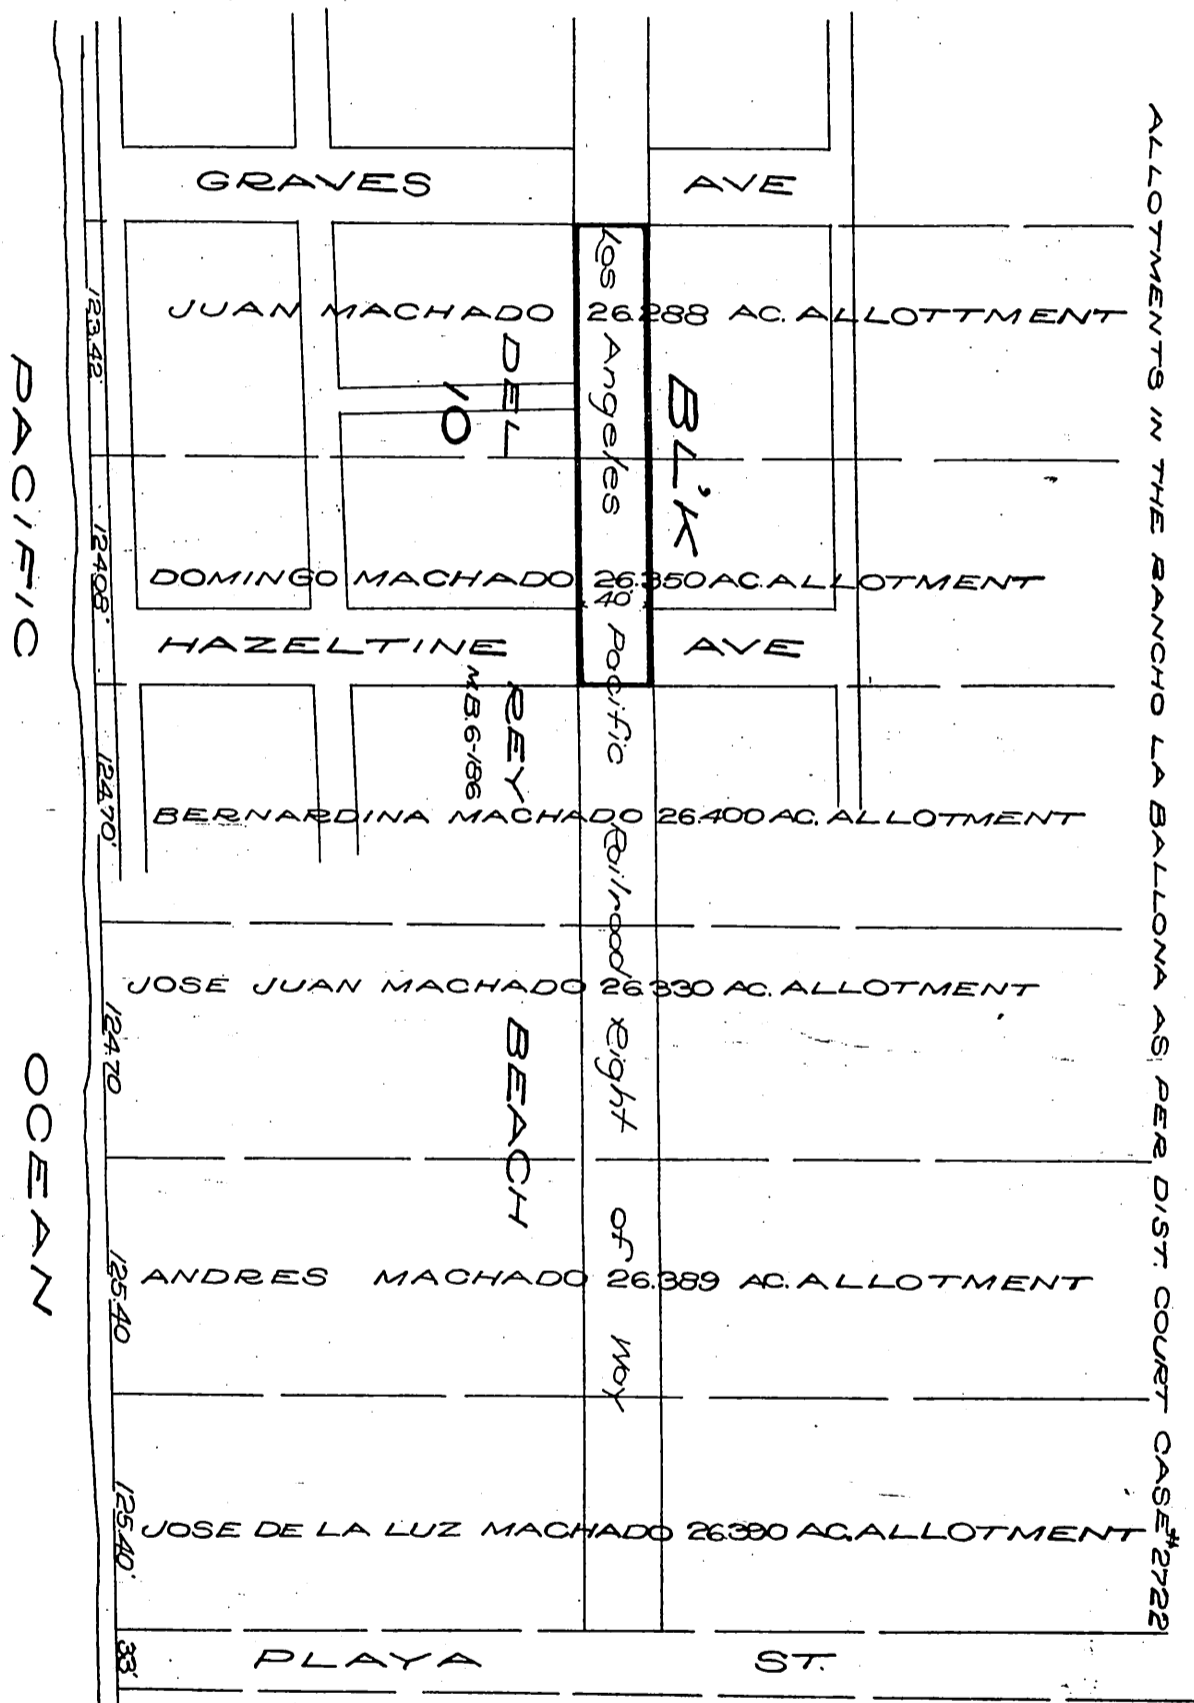 ALLOTMENTS IN THE RANCHO LA BALLONA AS PER DIST. COURT CASE #2722
GRAVES AVE
JUAN MACHADO 26.288 AC. ALLOTTMENT
123.42'
DEL
10
BL'K
DOMINGO MACHADO 26.350 AC. ALLOTMENT
124.08'
40
HAZELTINE AVE
REY
M.B.6-186
BERNARDINA MACHADO 26.400 AC. ALLOTMENT
124.70'
JOSE JUAN MACHADO 26.330 AC. ALLOTMENT
124.70
BEACH
ANDRES MACHADO 26.389 AC. ALLOTMENT
125.40
JOSE DE LA LUZ MACHADO 26.390 AC. ALLOTMENT
125.40'
33'
PLAYA ST.
Los Angeles Pacific Railroad Right of Way
PACIFIC OCEAN